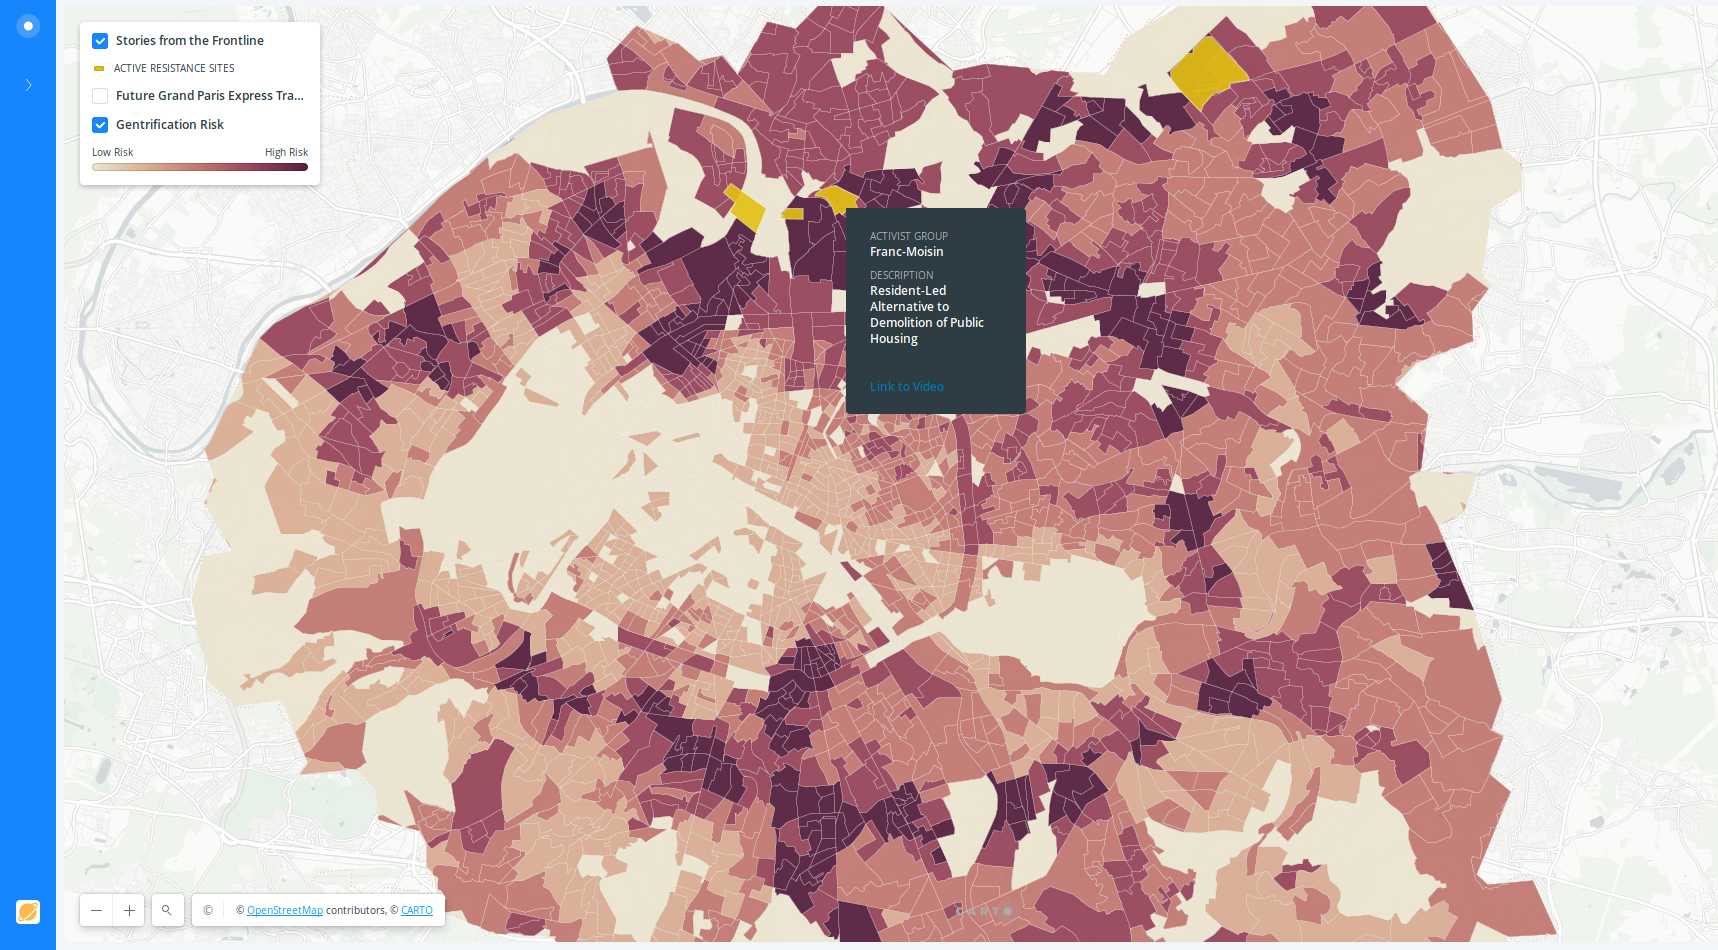 Stories from the Frontline
ACTIVE RESISTANCE SITES
Future Grand Paris Express Tra...
Gentrification Risk
Low Risk High Risk
ACTIVIST GROUP
Franc-Moisin
DESCRIPTION
Resident-Led
Alternative to
Demolition of Public
Housing
Link to Video
© © OpenStreetMap contributors, © CARTO
CARTO